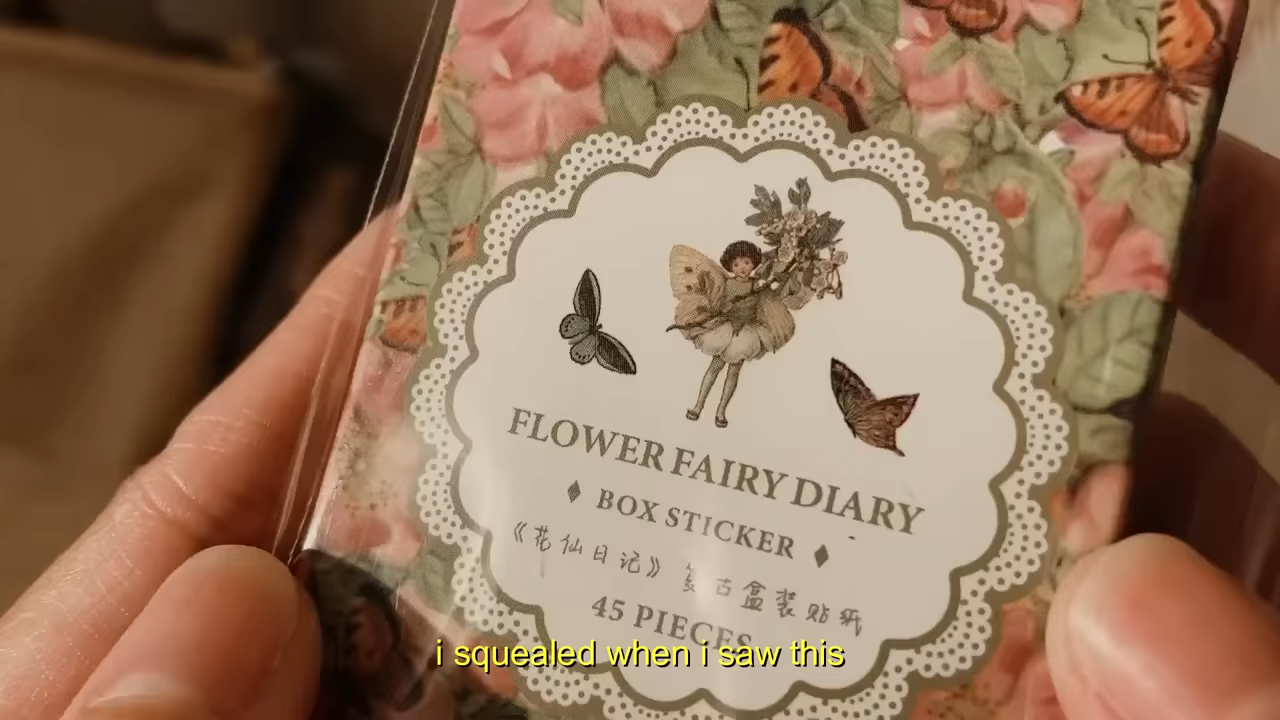 FLOWER FAIRY DIARY
BOX STICKER
《花仙日记》 复古盒装贴纸
45 PIECES
i squealed when i saw this